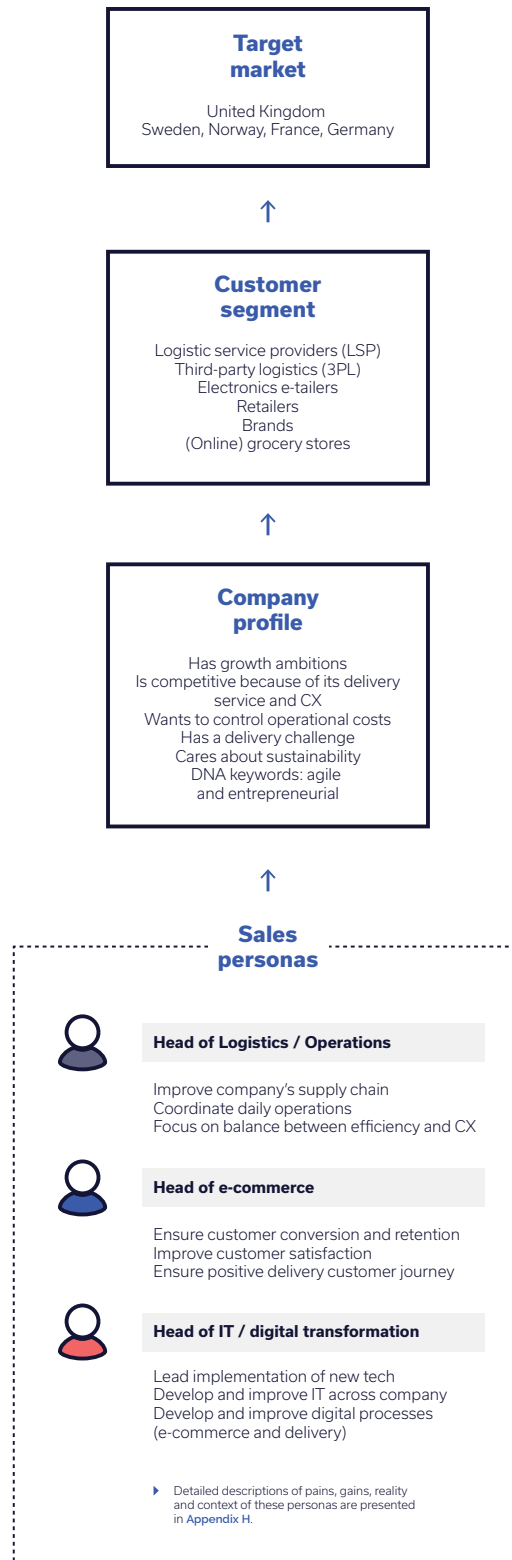 Target
market
United Kingdom
Sweden, Norway, France, Germany
Customer
segment
Logistic service providers (LSP)
Third-party logistics (3PL)
Electronics e-tailers
Retailers
Brands
(Online) grocery stores
Company
profile
Has growth ambitions
Is competitive because of its delivery
service and CX
Wants to control operational costs
Has a delivery challenge
Cares about sustainability
DNA keywords: agile
and entrepreneurial
Sales
personas
Head of Logistics / Operations
Improve company's supply chain
Coordinate daily operations
Focus on balance between efficiency and CX
Head of e-commerce
Ensure customer conversion and retention
Improve customer satisfaction
Ensure positive delivery customer journey
Head of IT / digital transformation
Lead implementation of new tech
Develop and improve IT across company
Develop and improve digital processes
(e-commerce and delivery)
Detailed descriptions of pains, gains, reality
and context of these personas are presented
in Appendix H.